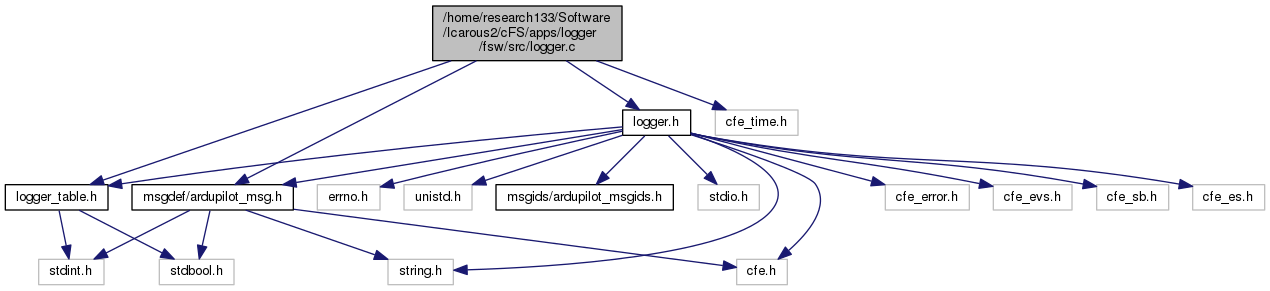 /home/research133/Software
/Icarous2/cFS/apps/logger
/fsw/src/logger.c
logger.h
cfe_time.h
logger_table.h
msgdef/ardupilot_msg.h
errno.h
unistd.h
msgids/ardupilot_msgids.h
stdio.h
cfe_error.h
cfe_evs.h
cfe_sb.h
cfe_es.h
stdint.h
stdbool.h
string.h
cfe.h